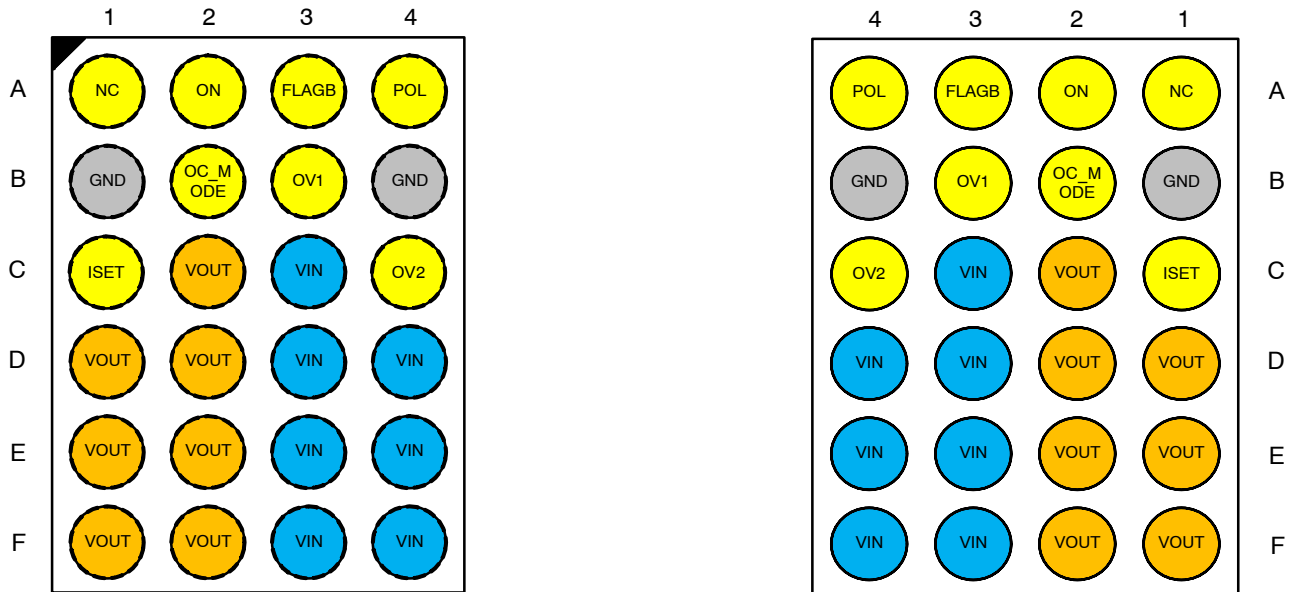 1 2 3 4
A NC ON FLAGB POL
B GND OC_M
ODE OV1 GND
C ISET VOUT VIN OV2
D VOUT VOUT VIN VIN
E VOUT VOUT VIN VIN
F VOUT VOUT VIN VIN
4 3 2 1
POL FLAGB ON NC A
GND OV1 OC_M
ODE GND B
OV2 VIN VOUT ISET C
VIN VIN VOUT VOUT D
VIN VIN VOUT VOUT E
VIN VIN VOUT VOUT F